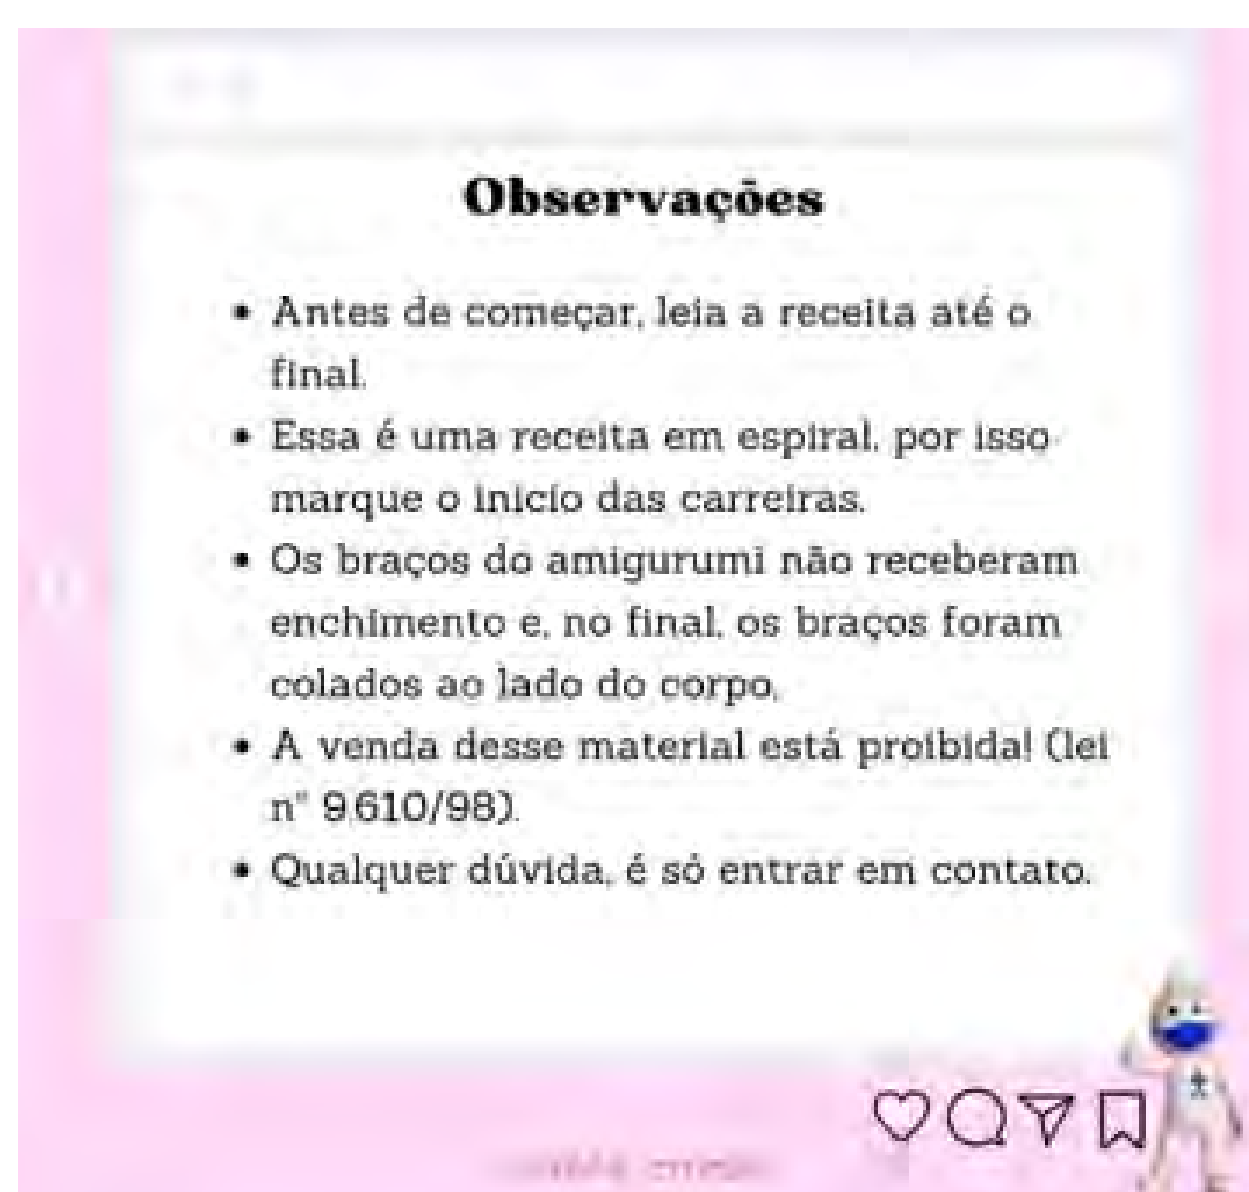 Observações
• Antes de começar, leia a receita até o
final.
• Essa é uma receita em espiral, por isso
marque o inicio das carreiras.
• Os braços do amigurumi não receberam
enchimento e, no final, os braços foram
colados ao lado do corpo.
• A venda desse material está proibida! (lei
n° 9.610/98).
• Qualquer dúvida, é só entrar em contato.